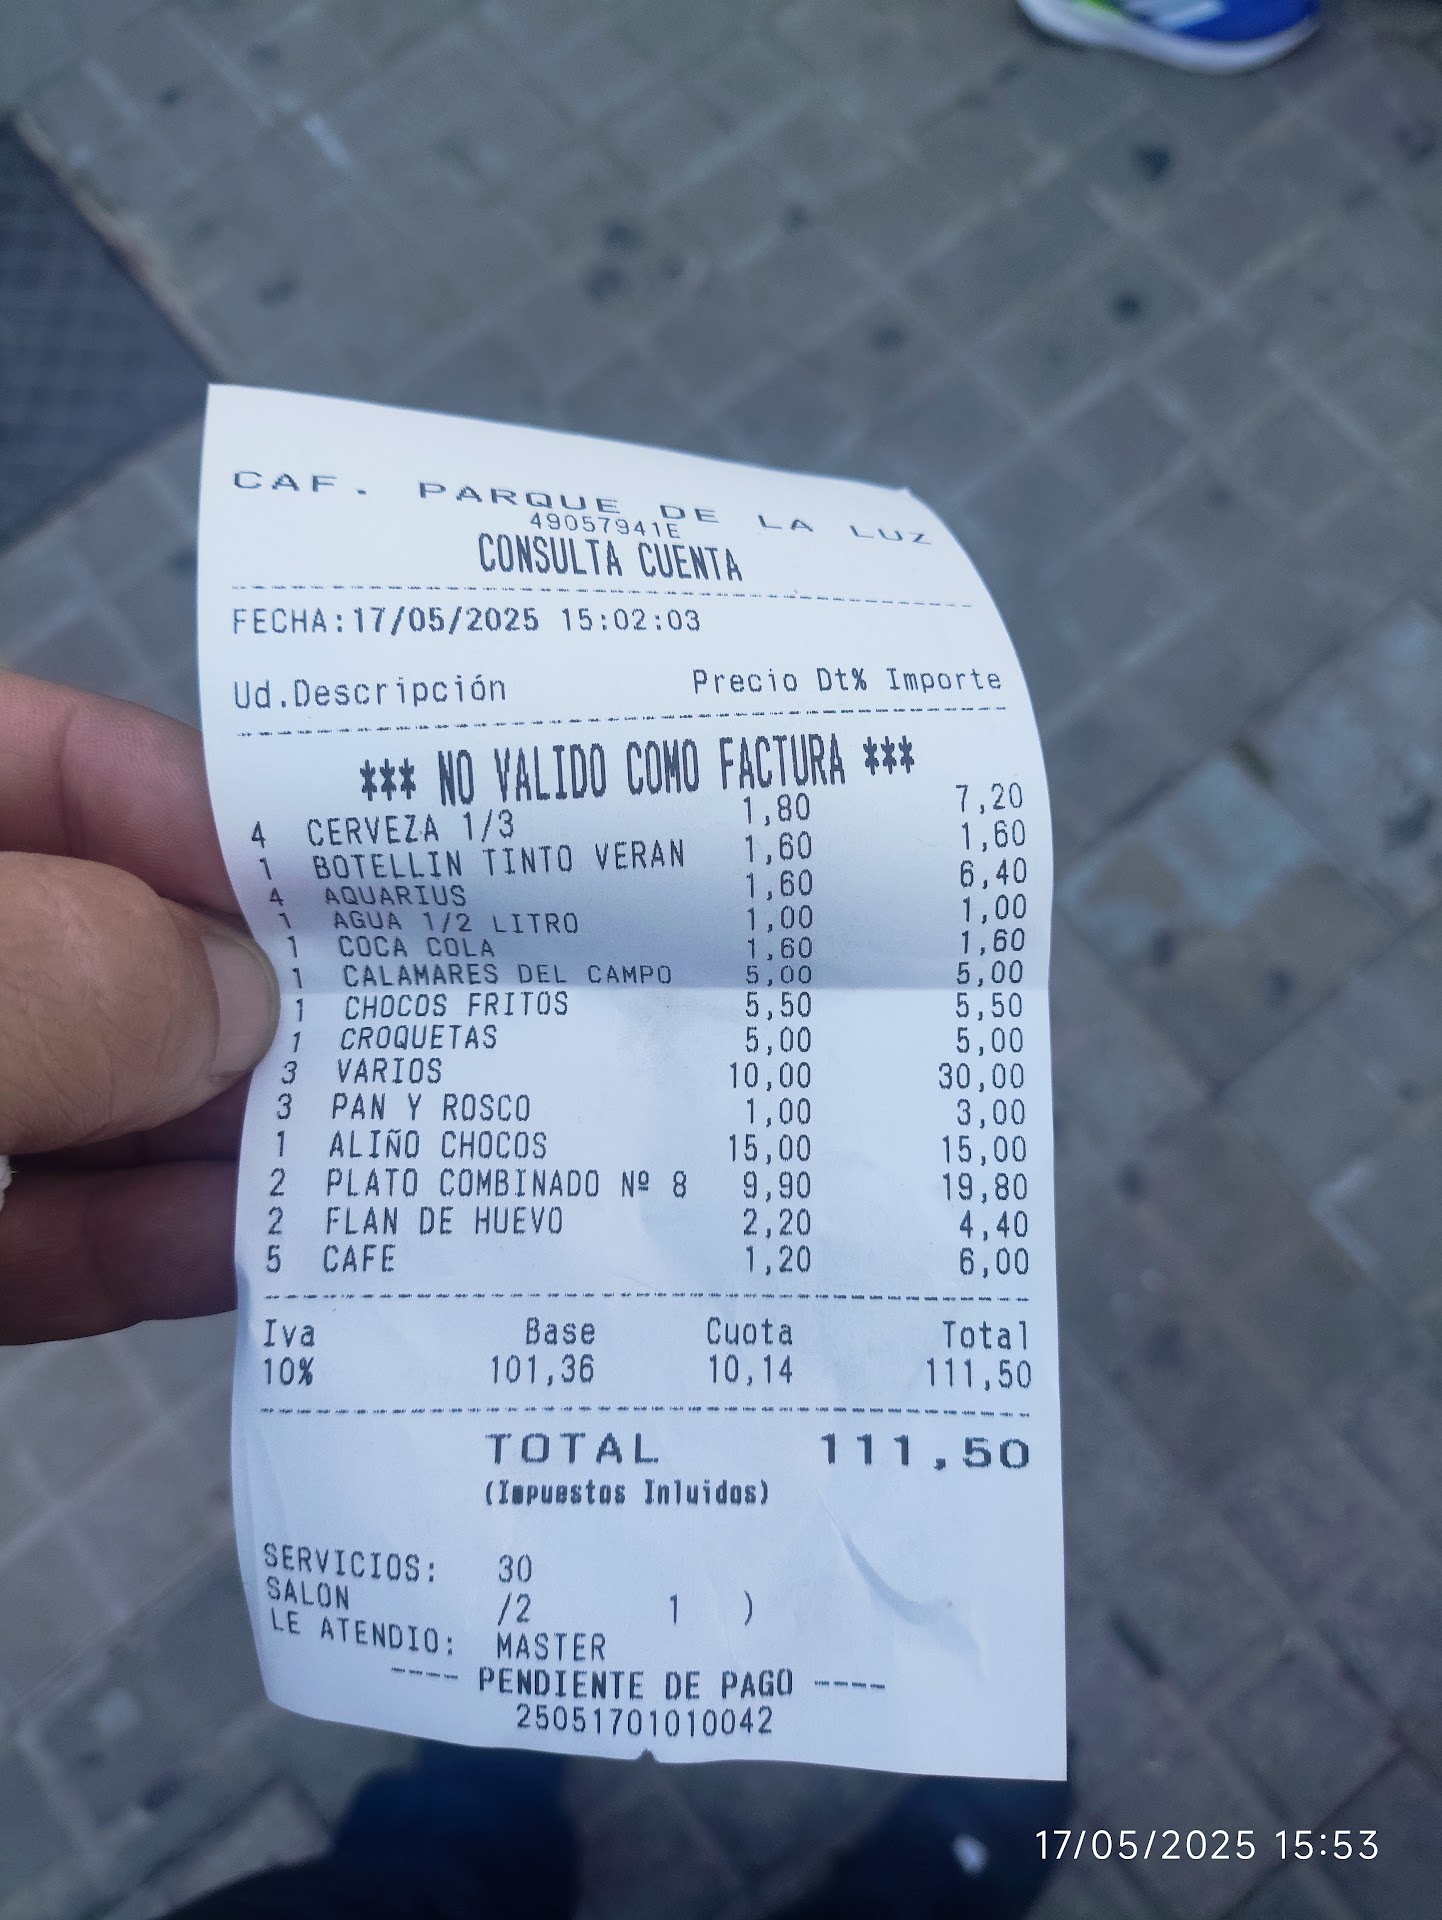 CAF. PARQUE DE LA LUZ
49057941E
CONSULTA CUENTA
FECHA:17/05/2025 15:02:03
Ud.Descripción Precio Dt% Importe
*** NO VALIDO COMO FACTURA ***
4 CERVEZA 1/3 1,80 7,20
1 BOTELLIN TINTO VERAN 1,60 1,60
4 AQUARIUS 1,60 6,40
1 AGUA 1/2 LITRO 1,00 1,00
1 COCA COLA 1,60 1,60
1 CALAMARES DEL CAMPO 5,00 5,00
1 CHOCOS FRITOS 5,50 5,50
1 CROQUETAS 5,00 5,00
3 VARIOS 10,00 30,00
3 PAN Y ROSCO 1,00 3,00
1 ALIÑO CHOCOS 15,00 15,00
2 PLATO COMBINADO Nº 8 9,90 19,80
2 FLAN DE HUEVO 2,20 4,40
5 CAFE 1,20 6,00
Iva Base Cuota Total
10% 101,36 10,14 111,50
TOTAL 111,50
(Impuestos Inluidos)
SERVICIOS: 30
SALON /2 1 )
LE ATENDIO: MASTER
---- PENDIENTE DE PAGO ----
25051701010042
17/05/2025 15:53